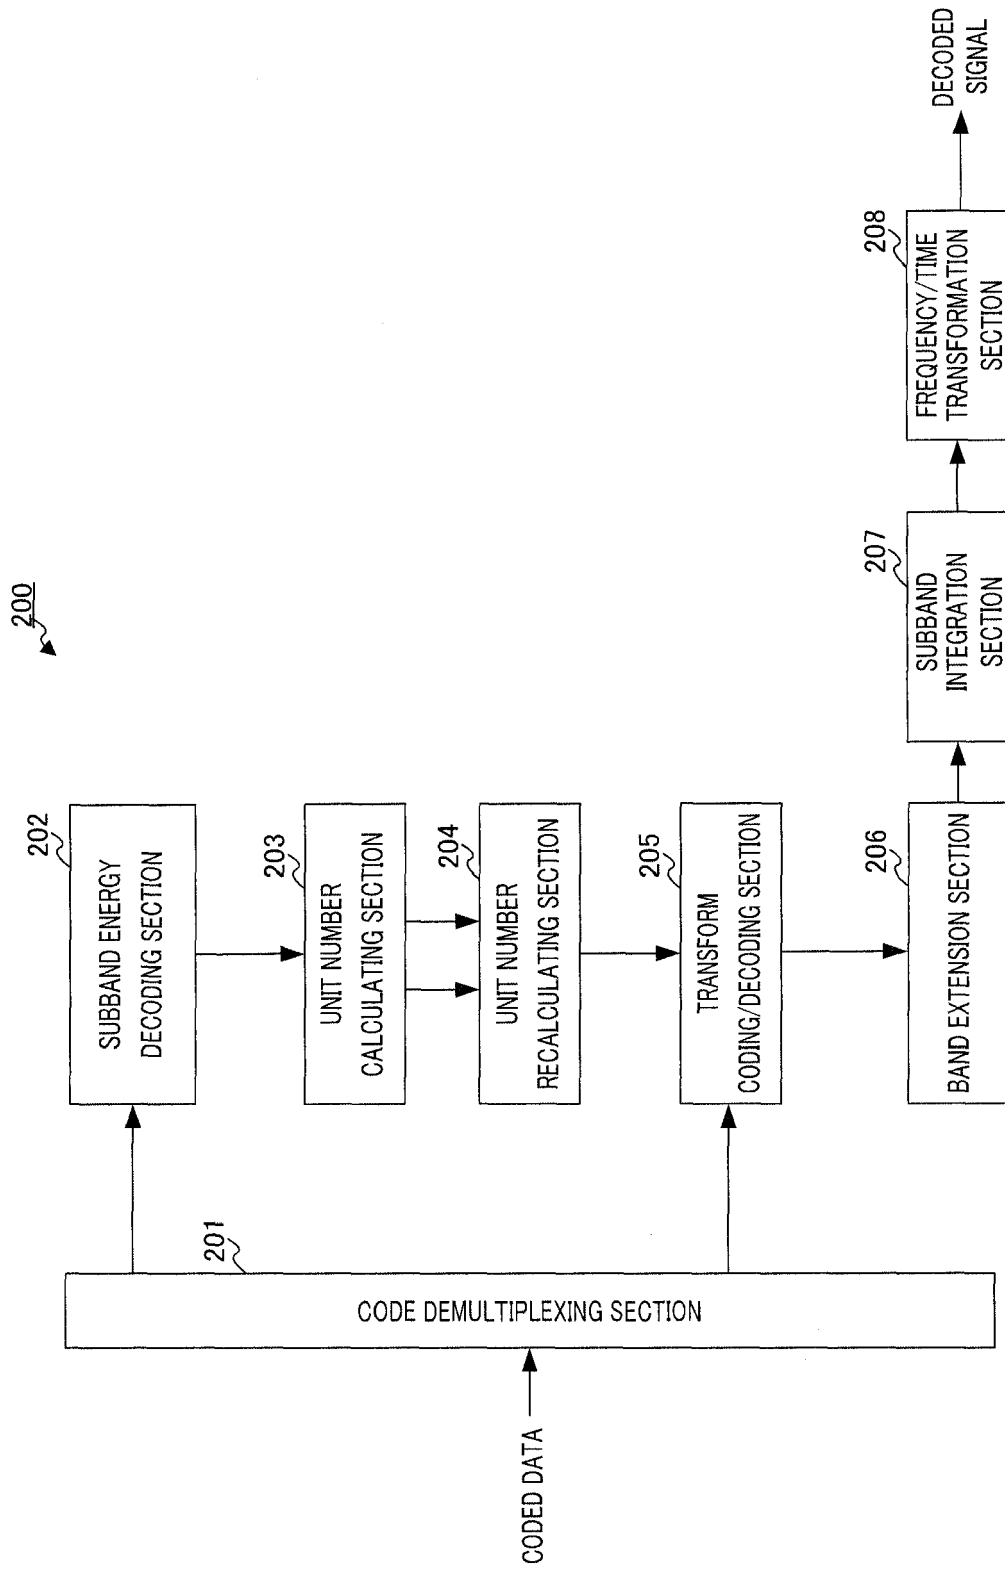 200
CODED DATA
201
CODE DEMULTIPLEXING SECTION
202
SUBBAND ENERGY
DECODING SECTION
203
UNIT NUMBER
CALCULATING SECTION
204
UNIT NUMBER
RECALCULATING SECTION
205
TRANSFORM
CODING/DECODING SECTION
206
BAND EXTENSION SECTION
207
SUBBAND
INTEGRATION
SECTION
208
FREQUENCY/TIME
TRANSFORMATION
SECTION
DECODED
SIGNAL